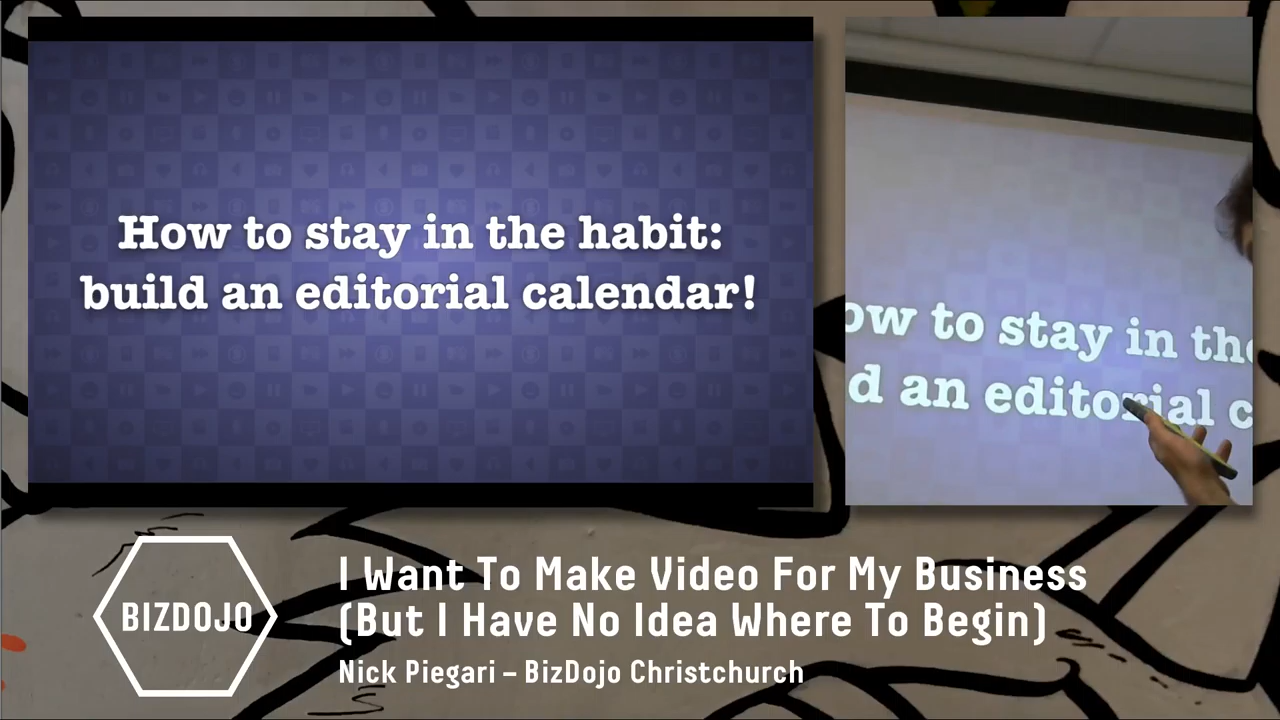 How to stay in the habit:
build an editorial calendar!
ow to stay in the
d an editorial c
BIZDOJO
I Want To Make Video For My Business
(But I Have No Idea Where To Begin)
Nick Piegari – BizDojo Christchurch